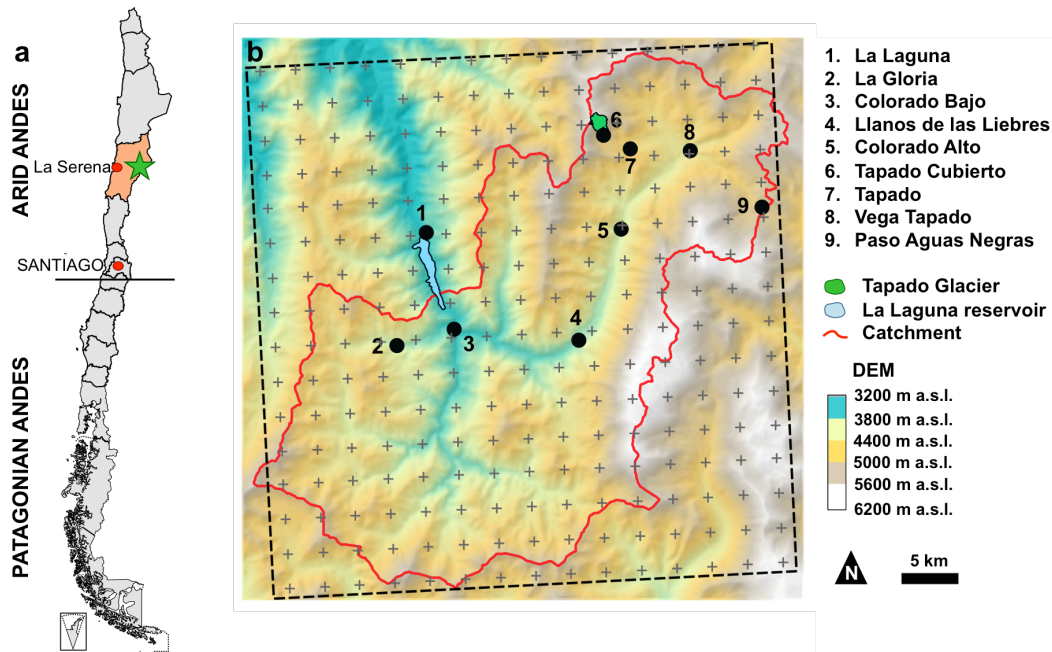 a
ARID ANDES
La Serena
SANTIAGO
PATAGONIAN ANDES
b
1
2
3
4
5
6
7
8
9
1. La Laguna
2. La Gloria
3. Colorado Bajo
4. Llanos de las Liebres
5. Colorado Alto
6. Tapado Cubierto
7. Tapado
8. Vega Tapado
9. Paso Aguas Negras
Tapado Glacier
La Laguna reservoir
Catchment
DEM
3200 m a.s.l.
3800 m a.s.l.
4400 m a.s.l.
5000 m a.s.l.
5600 m a.s.l.
6200 m a.s.l.
N
5 km